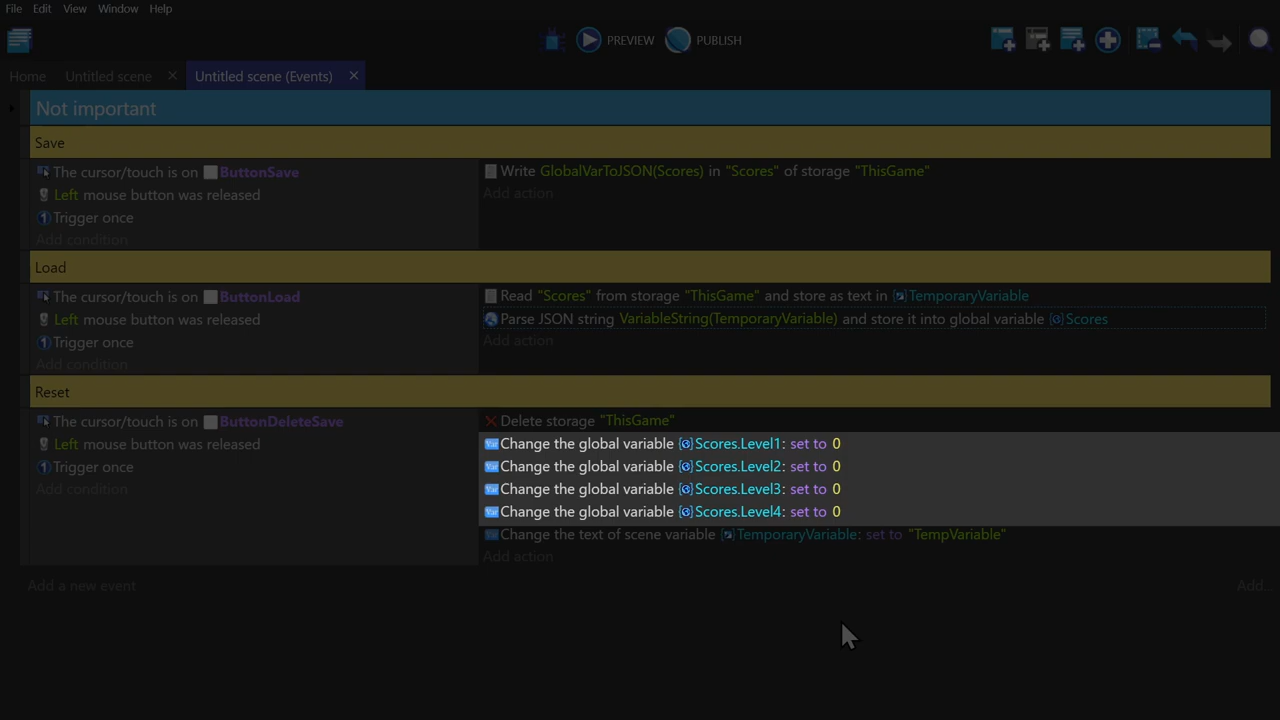 File Edit View Window Help
PREVIEW PUBLISH
Home Untitled scene Untitled scene (Events)
Not important
Save
The cursor/touch is on ButtonSave
Left mouse button was released
Trigger once
Add condition
Write GlobalVarToJSON(Scores) in "Scores" of storage "ThisGame"
Add action
Load
The cursor/touch is on ButtonLoad
Left mouse button was released
Trigger once
Add condition
Read "Scores" from storage "ThisGame" and store as text in TemporaryVariable
Parse JSON string VariableString(TemporaryVariable) and store it into global variable Scores
Add action
Reset
The cursor/touch is on ButtonDeleteSave
Left mouse button was released
Trigger once
Add condition
Delete storage "ThisGame"
Change the global variable Scores.Level1: set to 0
Change the global variable Scores.Level2: set to 0
Change the global variable Scores.Level3: set to 0
Change the global variable Scores.Level4: set to 0
Change the text of scene variable TemporaryVariable: set to "TempVariable"
Add action
Add a new event
Add...